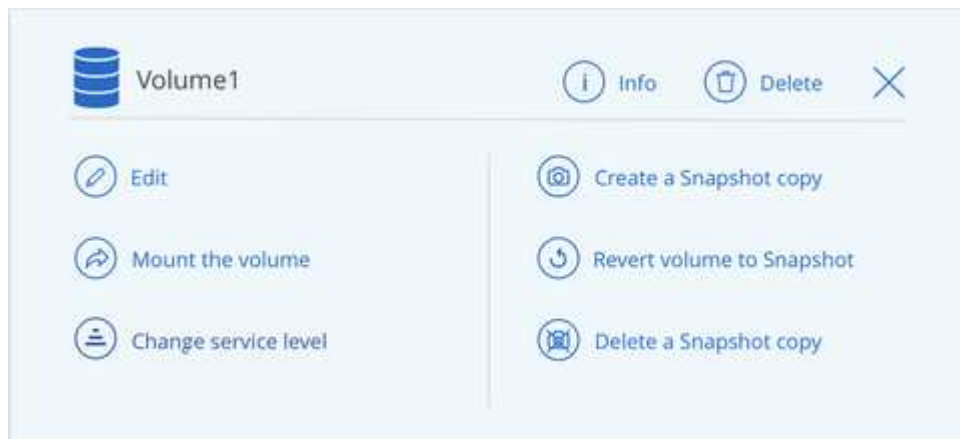 Volume1
Info
Delete
Edit
Create a Snapshot copy
Mount the volume
Revert volume to Snapshot
Change service level
Delete a Snapshot copy